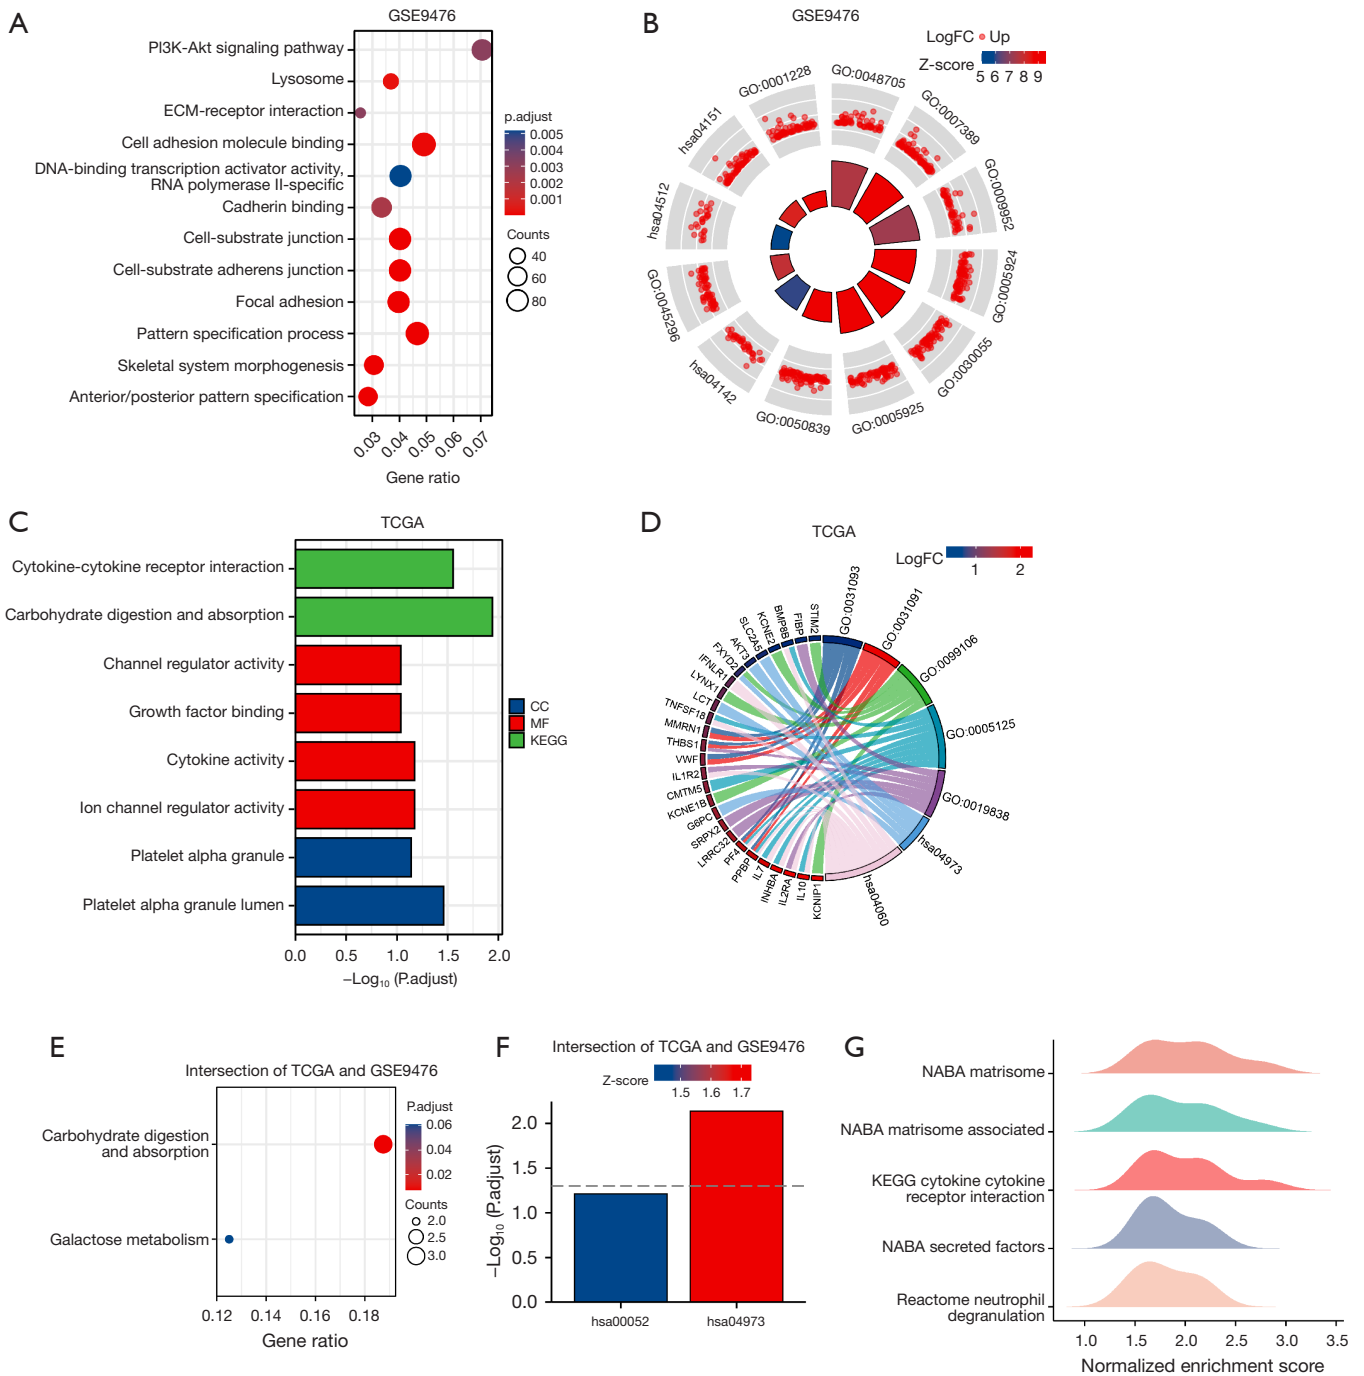 A
GSE9476
PI3K-Akt signaling pathway
Lysosome
ECM-receptor interaction
Cell adhesion molecule binding
DNA-binding transcription activator activity,
RNA polymerase II-specific
Cadherin binding
Cell-substrate junction
Cell-substrate adherens junction
Focal adhesion
Pattern specification process
Skeletal system morphogenesis
Anterior/posterior pattern specification
0.03 0.04 0.05 0.06 0.07
Gene ratio
p.adjust
0.005
0.004
0.003
0.002
0.001
Counts
40
60
80
B
GSE9476
LogFC Up
Z-score
5 6 7 8 9
GO:0048705
GO:0007389
GO:0009952
GO:0005924
GO:0030055
GO:0005925
GO:0050839
hsa04142
GO:0045296
hsa04512
hsa04151
GO:0001228
C
TCGA
Cytokine-cytokine receptor interaction
Carbohydrate digestion and absorption
Channel regulator activity
Growth factor binding
Cytokine activity
Ion channel regulator activity
Platelet alpha granule
Platelet alpha granule lumen
0.0 0.5 1.0 1.5 2.0
−Log₁₀ (P.adjust)
CC
MF
KEGG
D
TCGA
LogFC
1 2
GO:0031093
GO:0031091
GO:0099106
GO:0005125
GO:0019838
hsa04973
hsa04060
STIM2
FIBP
BMP8B
KCNE2
SLC2A5
AKT3
FXYD2
IFNLR1
LYNX1
LCT
TNFSF18
MMRN1
THBS1
VWF
IL1R2
CMTM5
KCNE1B
G6PC
SRPX2
LRRC32
PF4
PPBP
IL7
INHBA
IL2RA
IL10
KCNIP1
E
Intersection of TCGA and GSE9476
Carbohydrate digestion
and absorption
Galactose metabolism
0.12 0.14 0.16 0.18
Gene ratio
P.adjust
0.06
0.04
0.02
Counts
2.0
2.5
3.0
F
Intersection of TCGA and GSE9476
Z-score
1.5 1.6 1.7
−Log₁₀ (P.adjust)
2.0
1.5
1.0
0.5
0.0
hsa00052 hsa04973
G
NABA matrisome
NABA matrisome associated
KEGG cytokine cytokine
receptor interaction
NABA secreted factors
Reactome neutrophil
degranulation
1.0 1.5 2.0 2.5 3.0 3.5
Normalized enrichment score